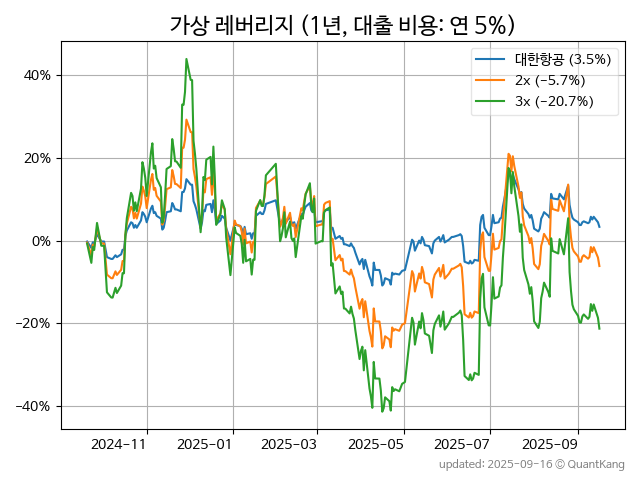 가상 레버리지 (1년, 대출 비용: 연 5%)
대한항공 (3.5%)
2x (−5.7%)
3x (−20.7%)
40%
20%
0%
−20%
−40%
2024-11 2025-01 2025-03 2025-05 2025-07 2025-09
updated: 2025-09-16 © QuantKang